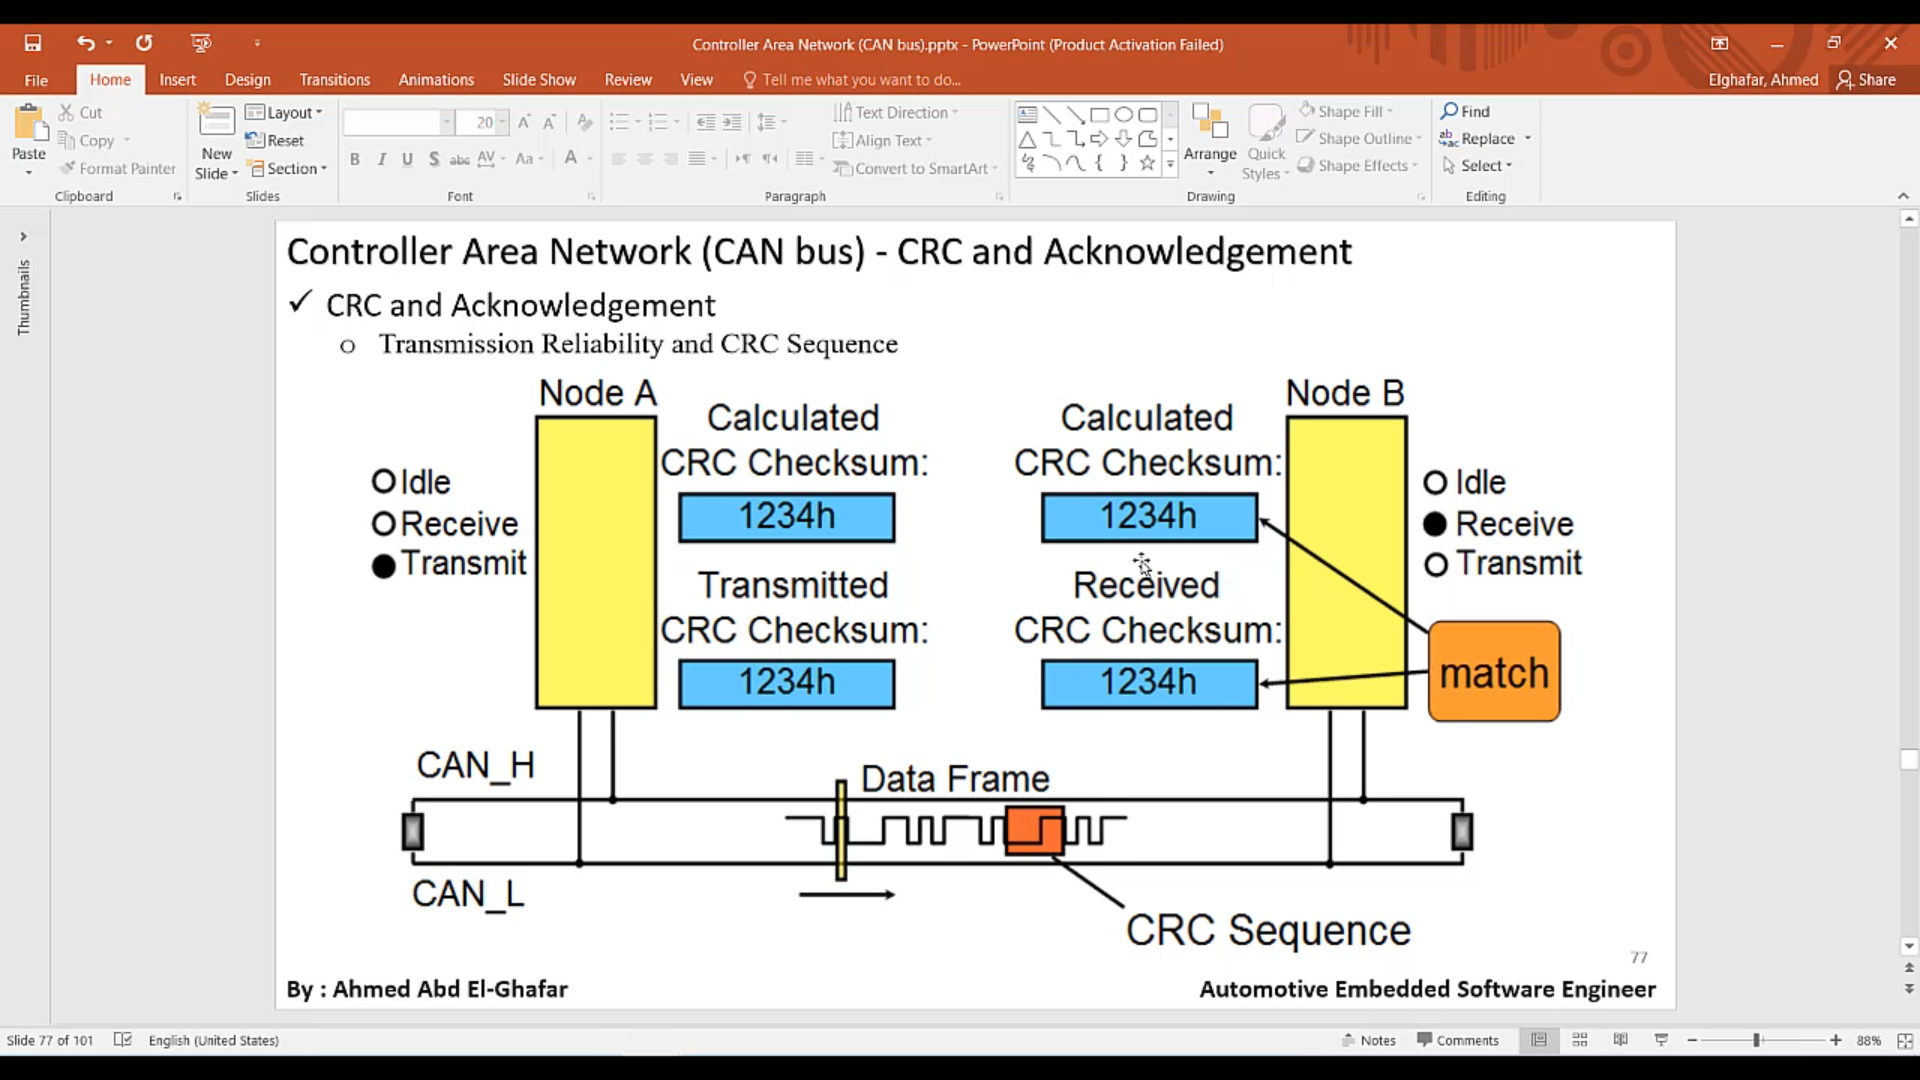 Controller Area Network (CAN bus).pptx - PowerPoint (Product Activation Failed)
File Home Insert Design Transitions Animations Slide Show Review View Tell me what you want to do... Elghafar, Ahmed Share
Paste
Cut
Copy
Format Painter
Clipboard
New
Slide
Layout
Reset
Section
Slides
20
B I U S abc AV Aa A
Font
Text Direction
Align Text
Convert to SmartArt
Paragraph
Arrange
Quick
Styles
Shape Fill
Shape Outline
Shape Effects
Drawing
Find
Replace
Select
Editing
Thumbnails
Controller Area Network (CAN bus) - CRC and Acknowledgement
✓ CRC and Acknowledgement
o Transmission Reliability and CRC Sequence
Node A
Idle
Receive
Transmit
Calculated
CRC Checksum:
1234h
Transmitted
CRC Checksum:
1234h
Calculated
CRC Checksum:
1234h
Received
CRC Checksum:
1234h
Node B
Idle
Receive
Transmit
match
CAN_H
Data Frame
CAN_L
CRC Sequence
77
By : Ahmed Abd El-Ghafar
Automotive Embedded Software Engineer
Slide 77 of 101 English (United States) Notes Comments 88%